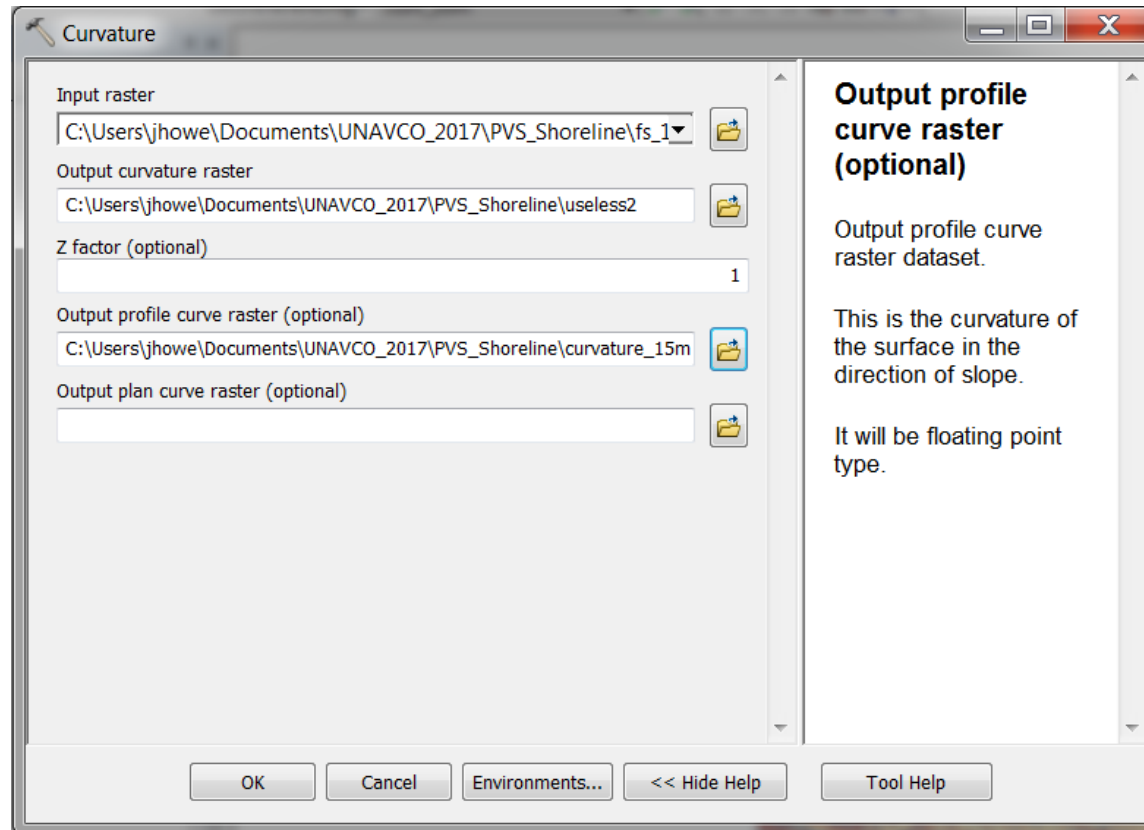 Curvature
Input raster
C:\Users\jhowe\Documents\UNAVCO_2017\PVS_Shoreline\fs_1
Output curvature raster
C:\Users\jhowe\Documents\UNAVCO_2017\PVS_Shoreline\useless2
Z factor (optional)
1
Output profile curve raster (optional)
C:\Users\jhowe\Documents\UNAVCO_2017\PVS_Shoreline\curvature_15m
Output plan curve raster (optional)
OK
Cancel
Environments...
<< Hide Help
Output profile
curve raster
(optional)
Output profile curve
raster dataset.
This is the curvature of
the surface in the
direction of slope.
It will be floating point
type.
Tool Help